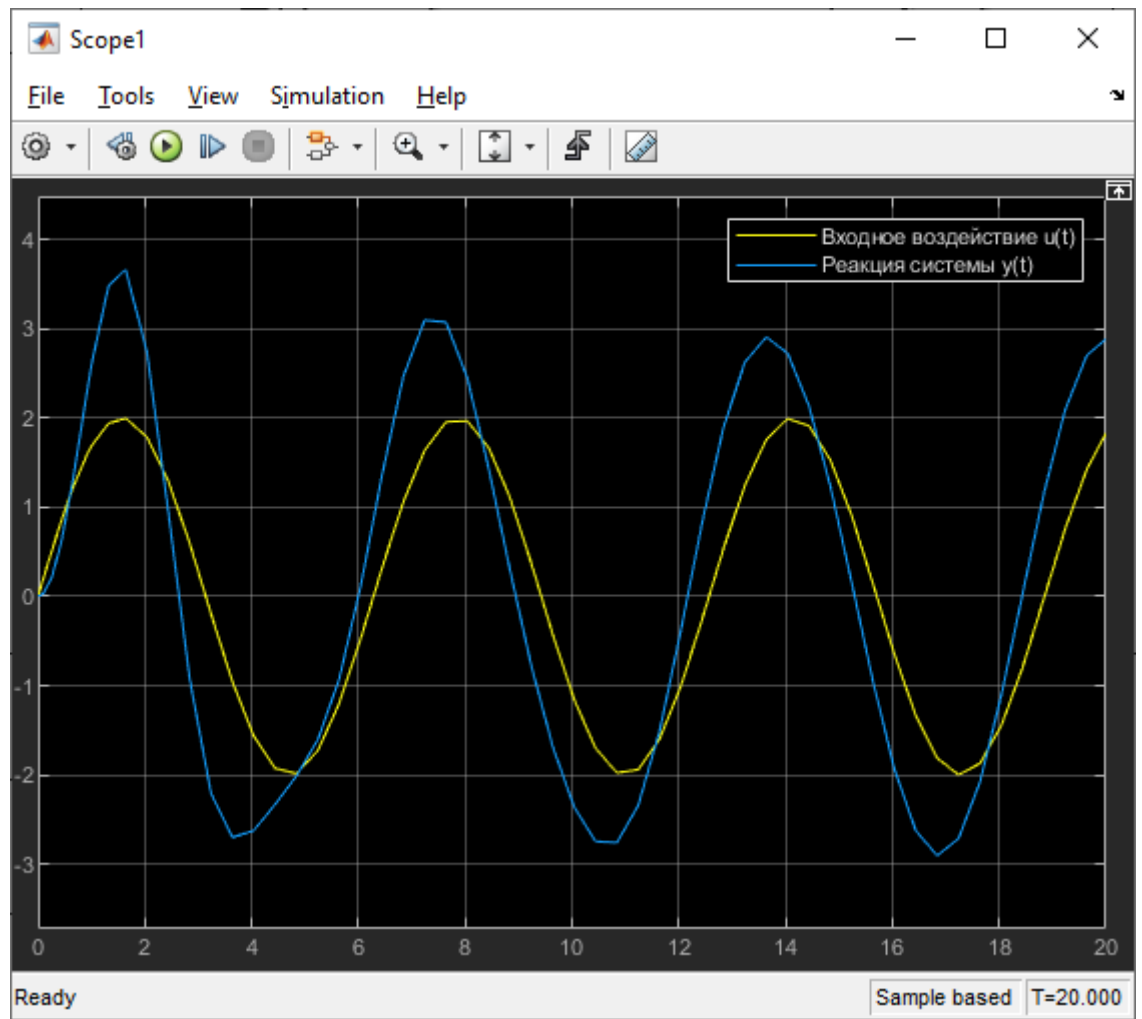 Scope1
File Tools View Simulation Help
Входное воздействие u(t)
Реакция системы y(t)
4
3
2
1
0
-1
-2
-3
0 2 4 6 8 10 12 14 16 18 20
Ready Sample based T=20.000